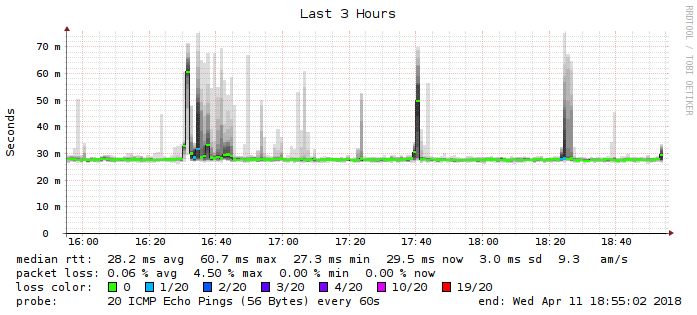 Last 3 Hours
RRDTOOL / TOBI OETIKER
Seconds
70 m
60 m
50 m
40 m
30 m
20 m
10 m
0
16:00 16:20 16:40 17:00 17:20 17:40 18:00 18:20 18:40
median rtt: 28.2 ms avg 60.7 ms max 27.3 ms min 29.5 ms now 3.0 ms sd 9.3 am/s
packet loss: 0.06 % avg 4.50 % max 0.00 % min 0.00 % now
loss color: 0 1/20 2/20 3/20 4/20 10/20 19/20
probe: 20 ICMP Echo Pings (56 Bytes) every 60s end: Wed Apr 11 18:55:02 2018